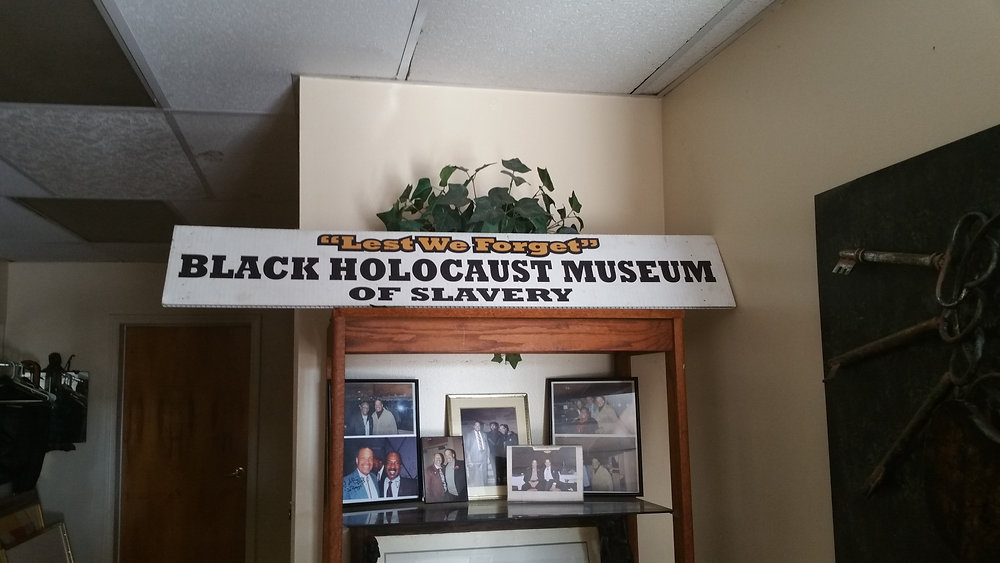 “Lest We Forget”
BLACK HOLOCAUST MUSEUM
OF SLAVERY